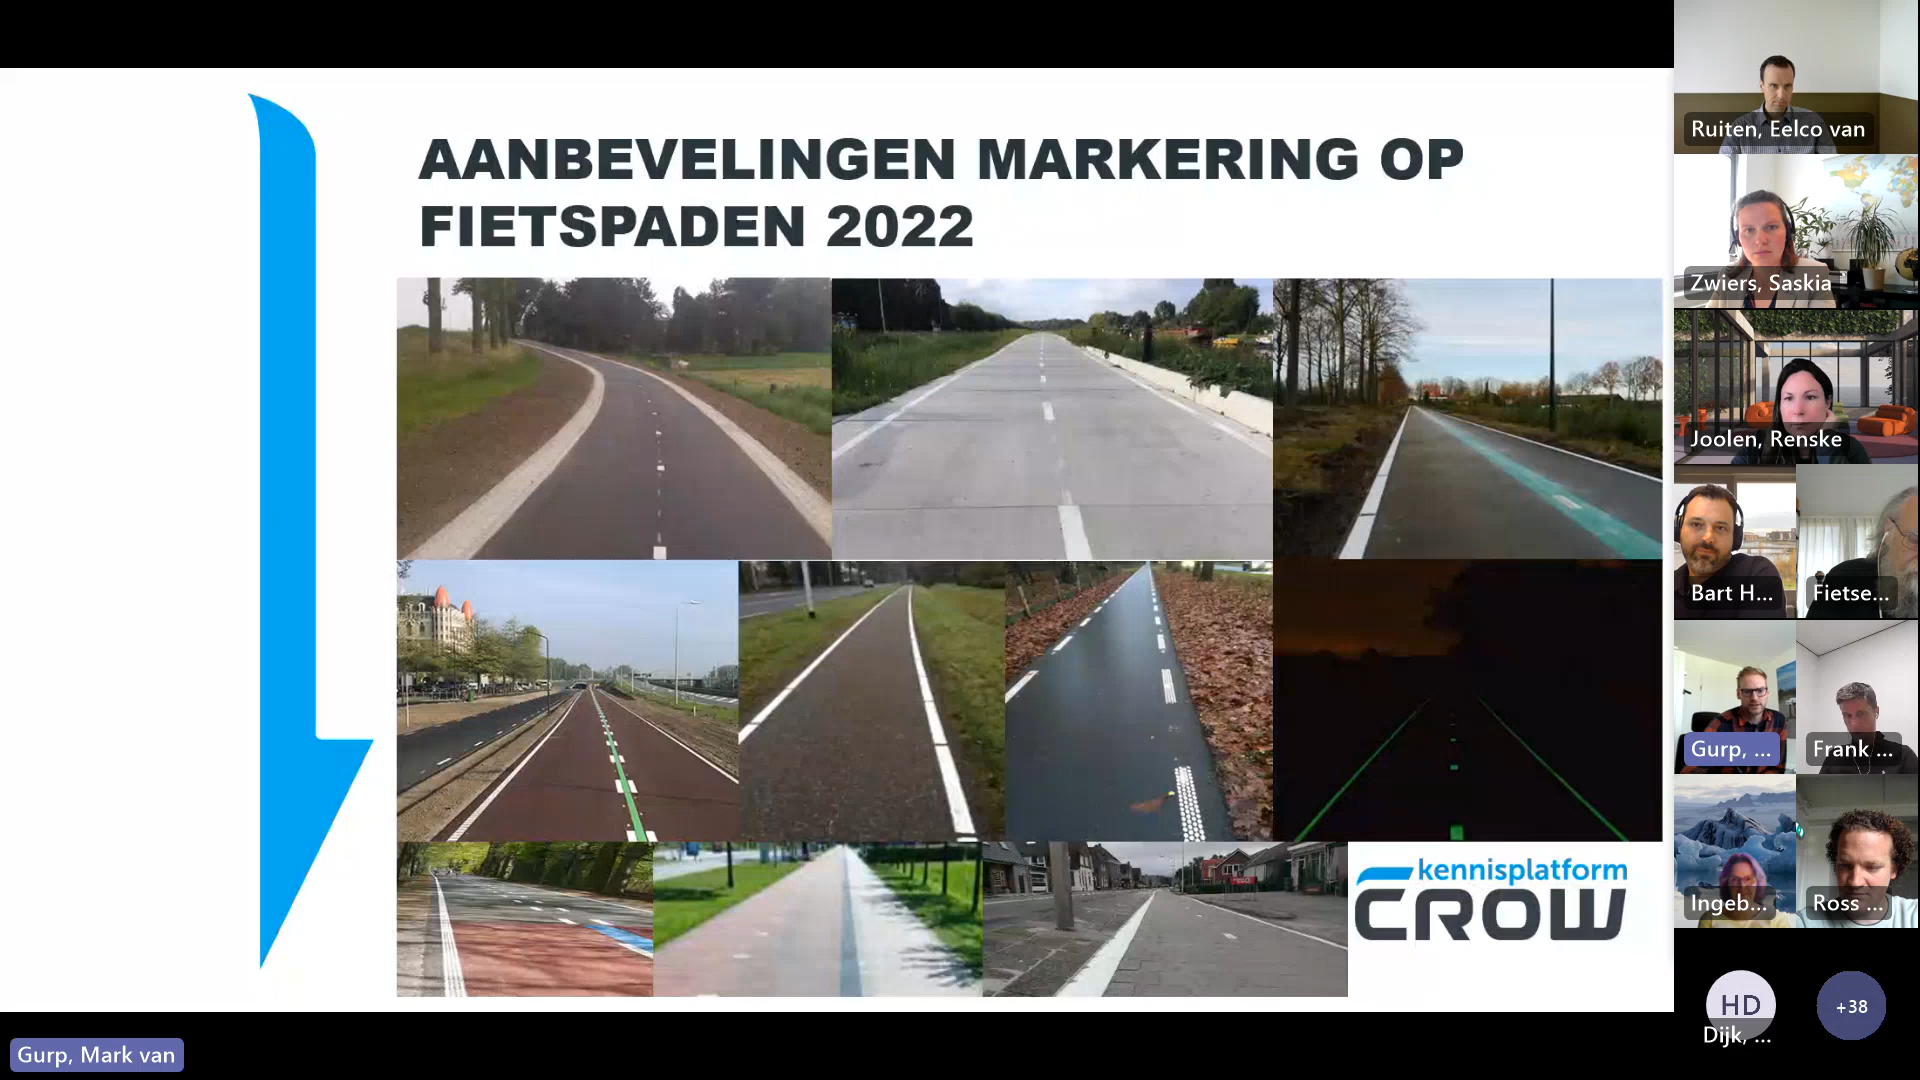 AANBEVELINGEN MARKERING OP
FIETSPADEN 2022
kennisplatform
CROW
Ruiten, Eelco van
Zwiers, Saskia
Joolen, Renske
Bart H...
Fietse...
Gurp, ...
Frank ...
Ingeb...
Ross ...
HD
Dijk, ...
+38
Gurp, Mark van